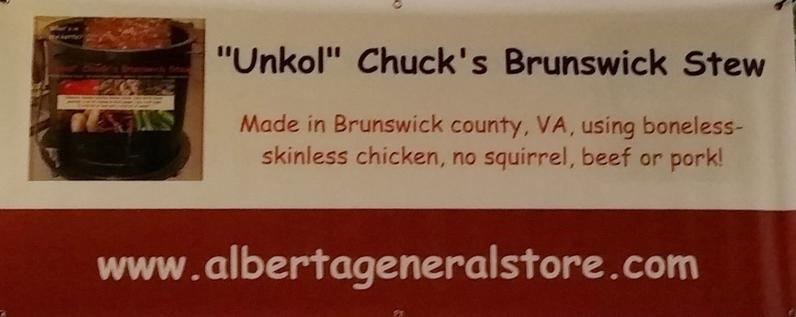 "Unkol" Chuck's Brunswick Stew
Made in Brunswick county, VA, using boneless-
skinless chicken, no squirrel, beef or pork!
www.albertageneralstore.com